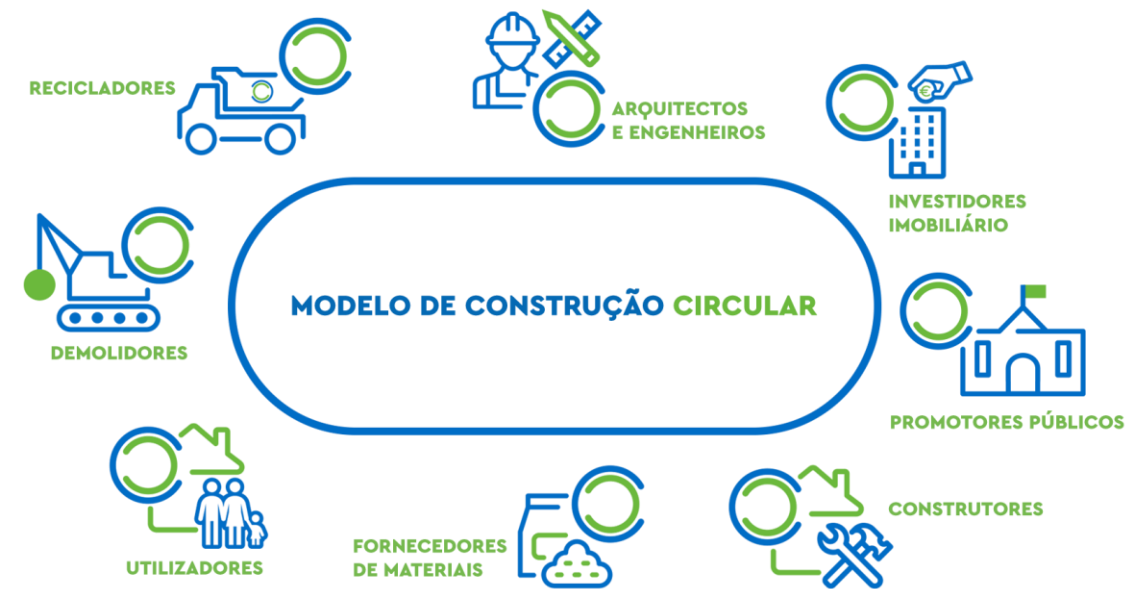 RECICLADORES
ARQUITECTOS
E ENGENHEIROS
INVESTIDORES
IMOBILIÁRIO
MODELO DE CONSTRUÇÃO CIRCULAR
DEMOLIDORES
PROMOTORES PÚBLICOS
CONSTRUTORES
FORNECEDORES
DE MATERIAIS
UTILIZADORES
€